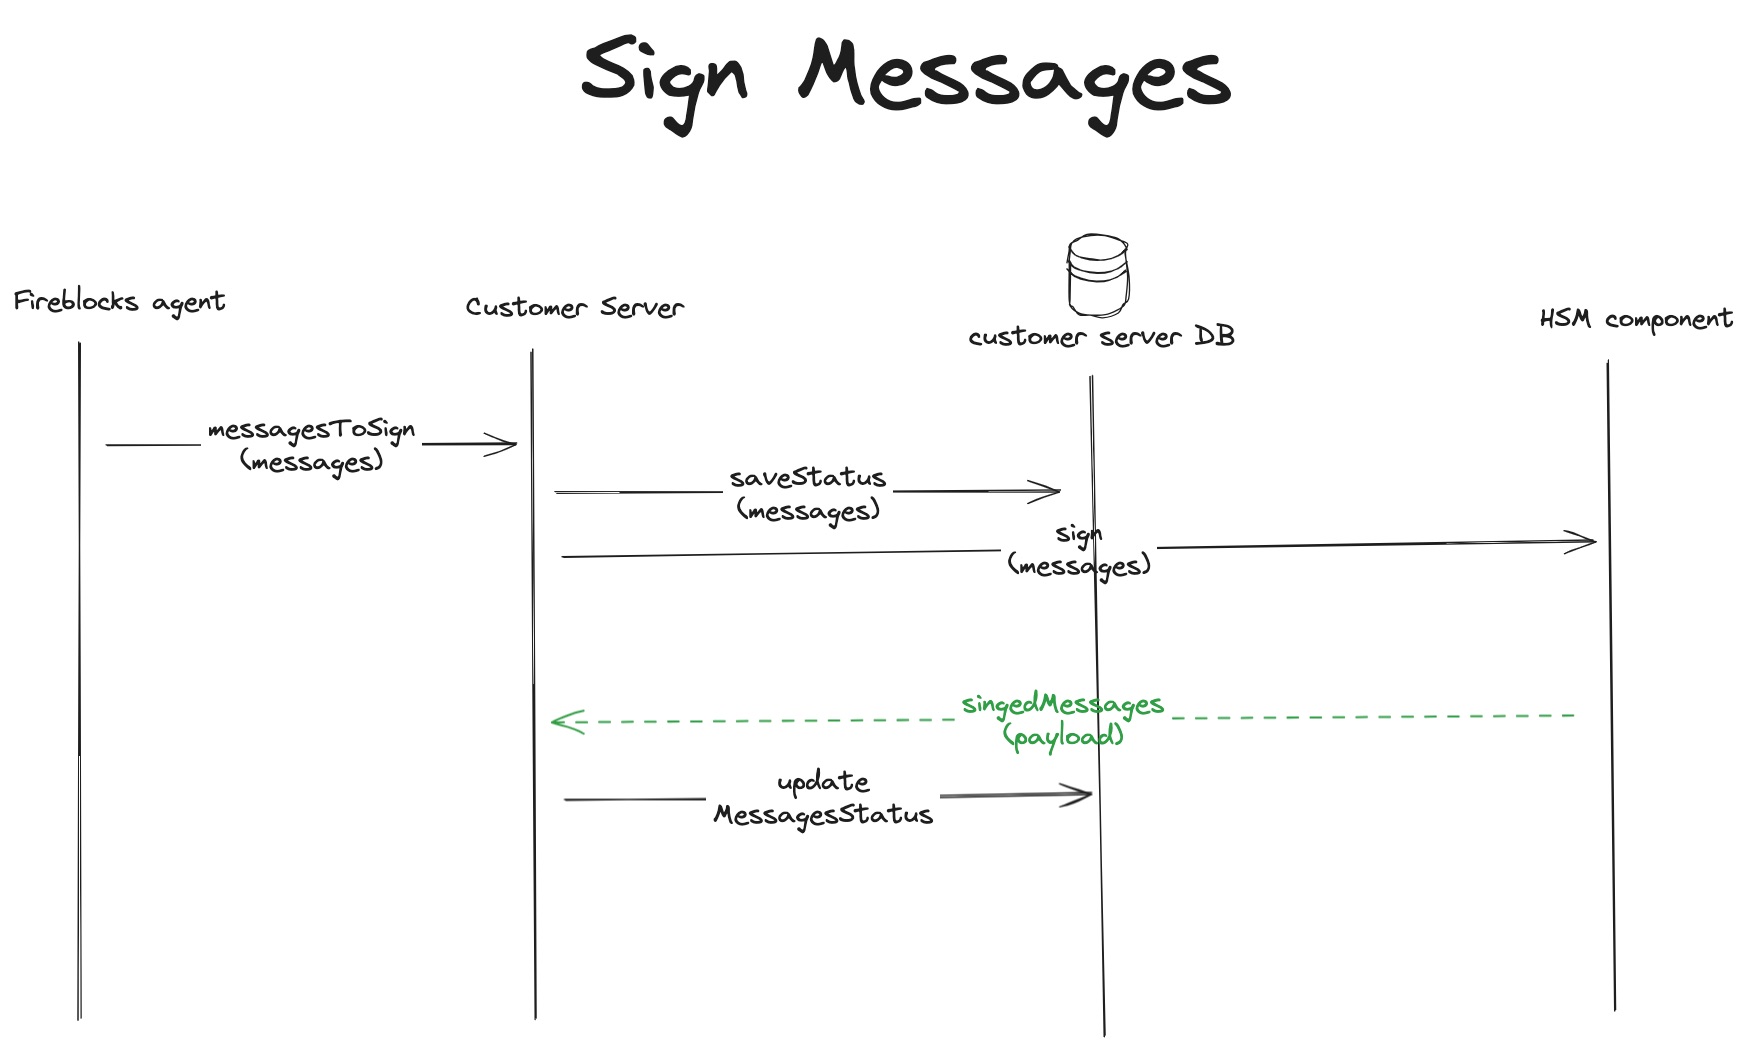 Sign Messages
Fireblocks agent
Customer Server
customer server DB
HSM component
messagesToSign
(messages)
saveStatus
(messages)
sign
(messages)
singedMessages
(payload)
update
MessagesStatus